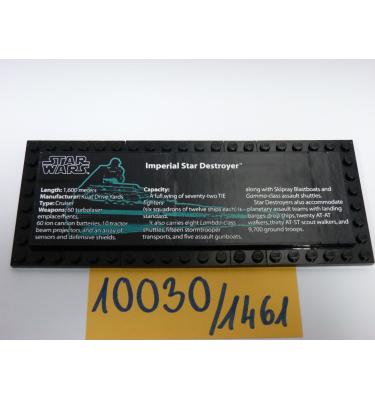 STAR
WARS
Imperial Star Destroyer™
Length: 1,600 meters
Manufacturer: Kuat Drive Yards
Type: Cruiser
Weapons: 60 turbolaser
emplacements,
60 ion cannon batteries, 10 tractor
beam projectors, and an array of
sensors and defensive shields.
Capacity:
A full wing of seventy-two TIE
fighters
(six squadrons of twelve ships each) is
standard.
It also carries eight Lambda-class
shuttles, fifteen stormtrooper
transports, and five assault gunboats,
along with Skipray Blastboats and
Gamma-class assault shuttles.
Star Destroyers also accommodate
planetary assault teams with landing
barges, drop ships, twenty AT-AT
walkers, thirty AT-ST scout walkers, and
9,700 ground troops.
10030/1461